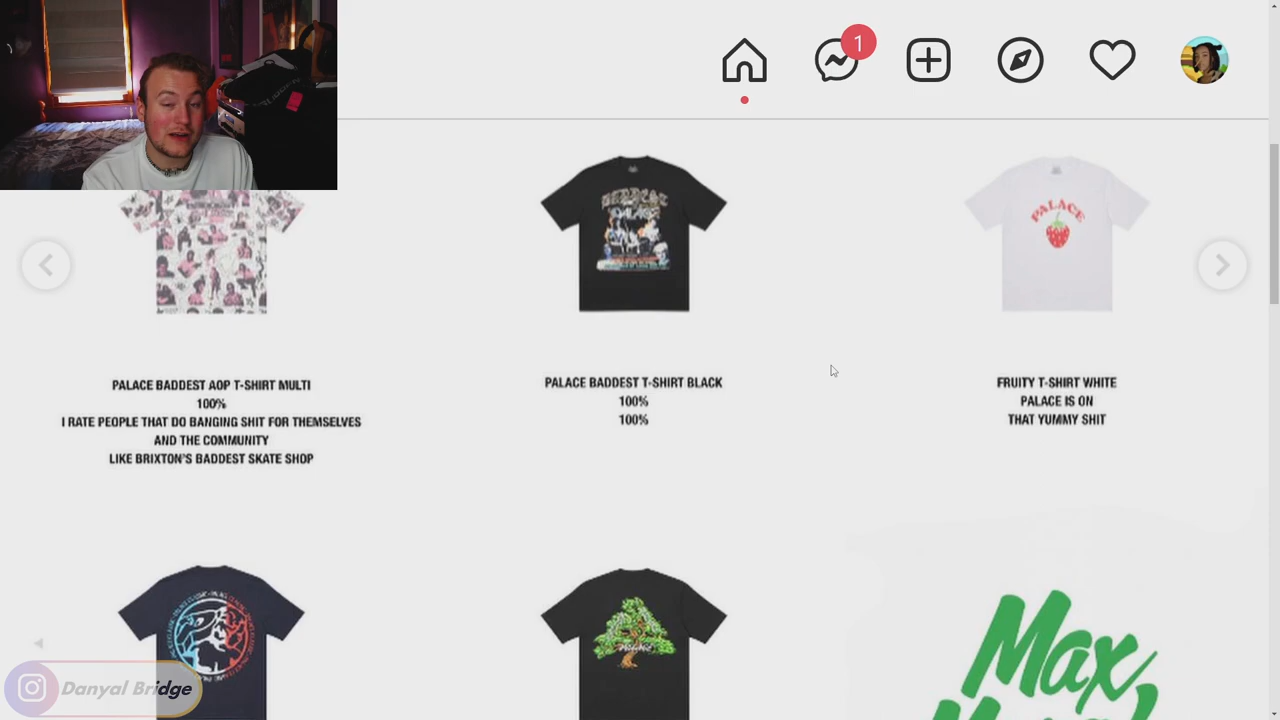 1
PALACE
PALACE
PALACE BADDEST AOP T-SHIRT MULTI
100%
I RATE PEOPLE THAT DO BANGING SHIT FOR THEMSELVES
AND THE COMMUNITY
LIKE BRIXTON'S BADDEST SKATE SHOP
PALACE BADDEST T-SHIRT BLACK
100%
100%
FRUITY T-SHIRT WHITE
PALACE IS ON
THAT YUMMY SHIT
Max
Danyal Bridge